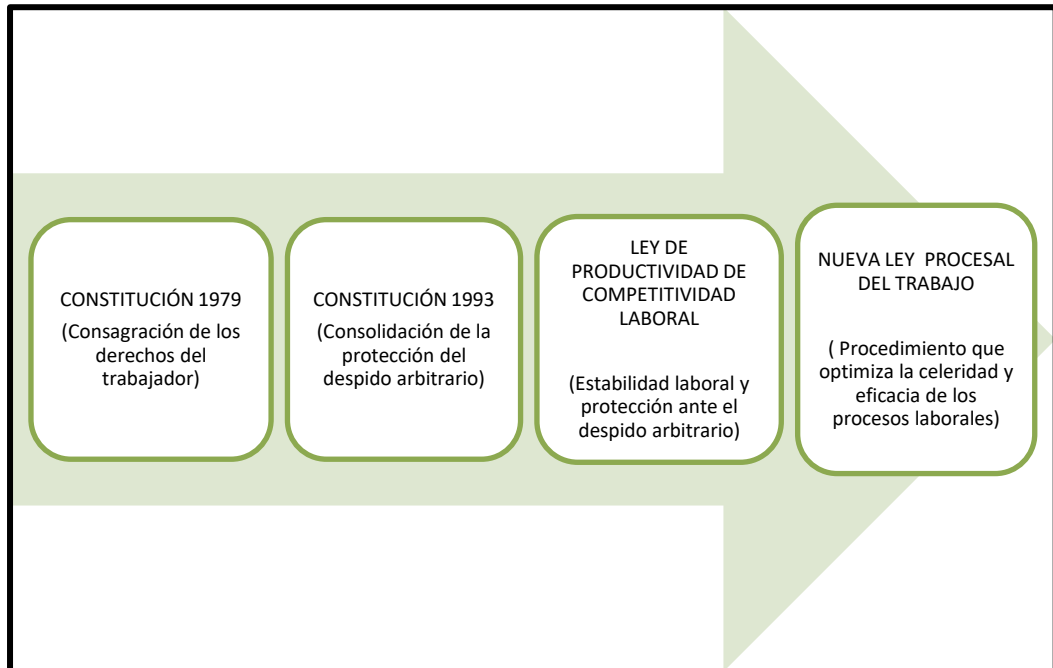 CONSTITUCIÓN 1979
(Consagración de los
derechos del
trabajador)
CONSTITUCIÓN 1993
(Consolidación de la
protección del
despido arbitrario)
LEY DE
PRODUCTIVIDAD DE
COMPETITIVIDAD
LABORAL
(Estabilidad laboral y
protección ante el
despido arbitrario)
NUEVA LEY  PROCESAL
DEL TRABAJO
( Procedimiento que
optimiza la celeridad y
eficacia de los
procesos laborales)